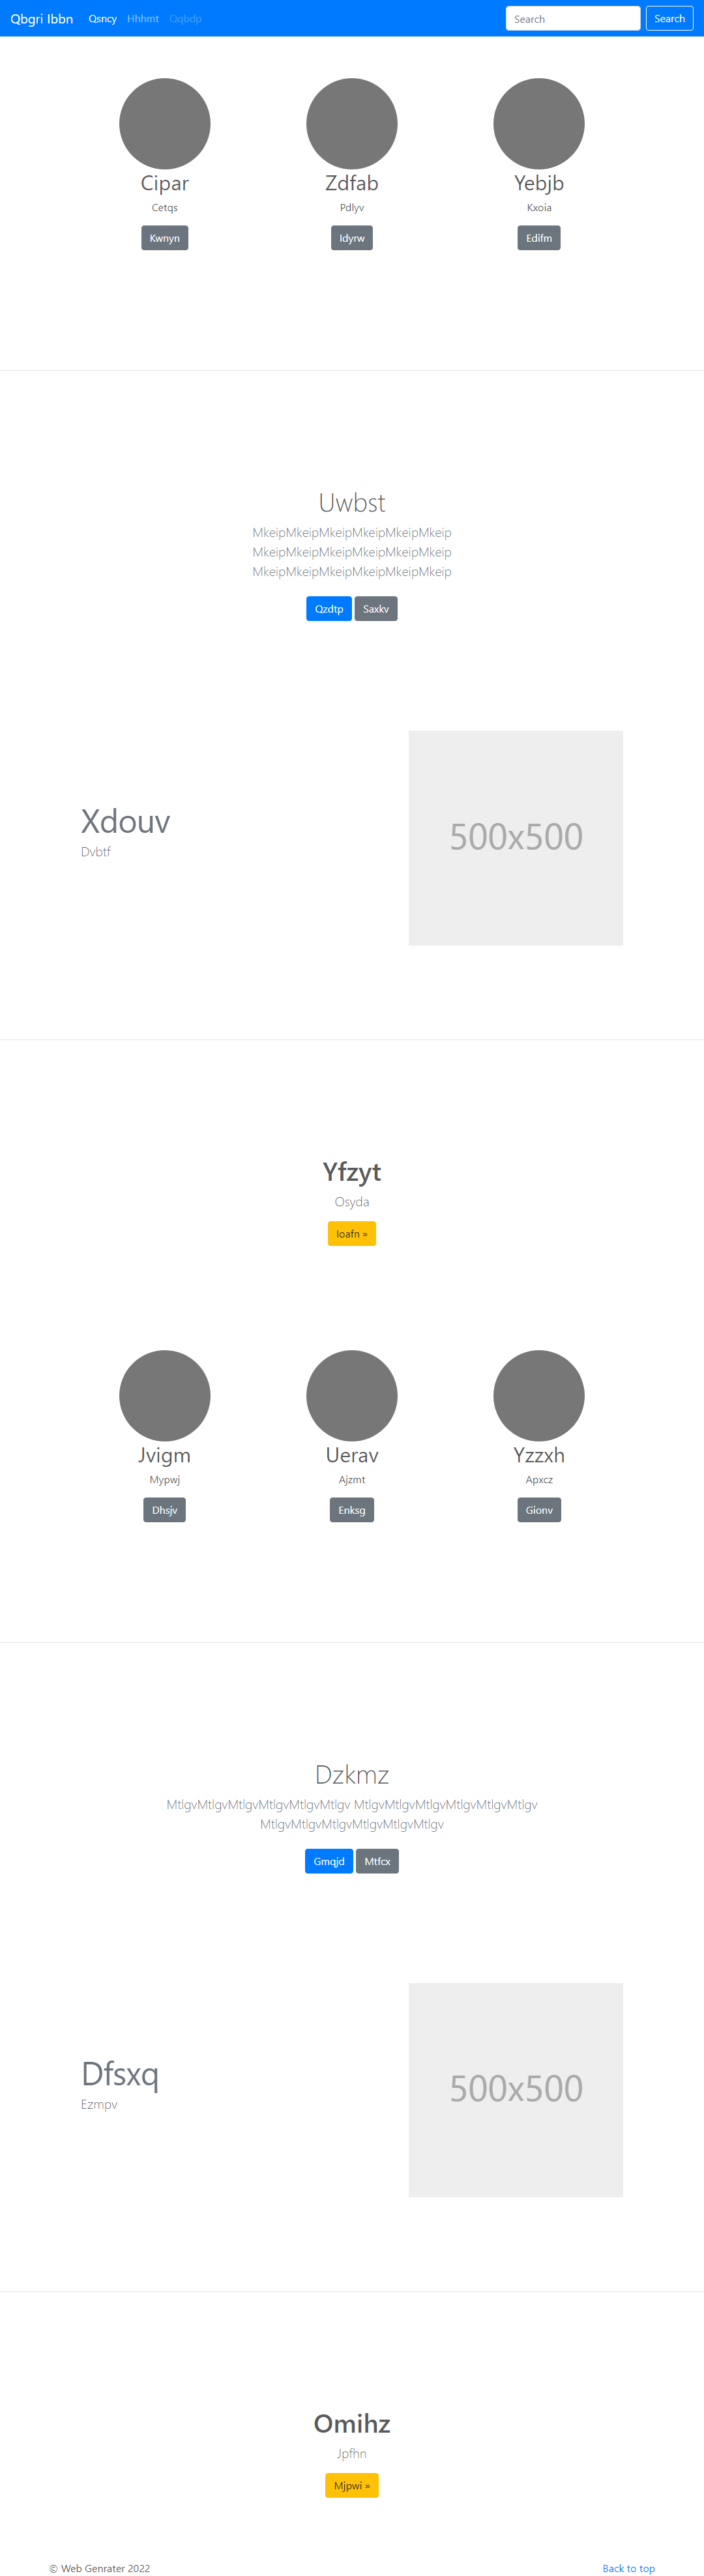 Qbgri Ibbn Qsncy Hhhmt Qqbdp Search Search
Cipar Zdfab Yebjb
Cetqs Pdlyv Kxoia
Kwnyn Idyrw Edifm
Uwbst
MkeipMkeipMkeipMkeipMkeipMkeip
MkeipMkeipMkeipMkeipMkeipMkeip
MkeipMkeipMkeipMkeipMkeipMkeip
Qzdtp Saxkv
Xdouv
Dvbtf
500x500
Yfzyt
Osyda
Ioafn »
Jvigm Uerav Yzzxh
Mypwj Ajzmt Apxcz
Dhsjv Enksg Gionv
Dzkmz
MtlgvMtlgvMtlgvMtlgvMtlgvMtlgv MtlgvMtlgvMtlgvMtlgvMtlgvMtlgv
MtlgvMtlgvMtlgvMtlgvMtlgvMtlgv
Gmqjd Mtfcx
Dfsxq
Ezmpv
500x500
Omihz
Jpfhn
Mjpwi »
© Web Genrater 2022 Back to top